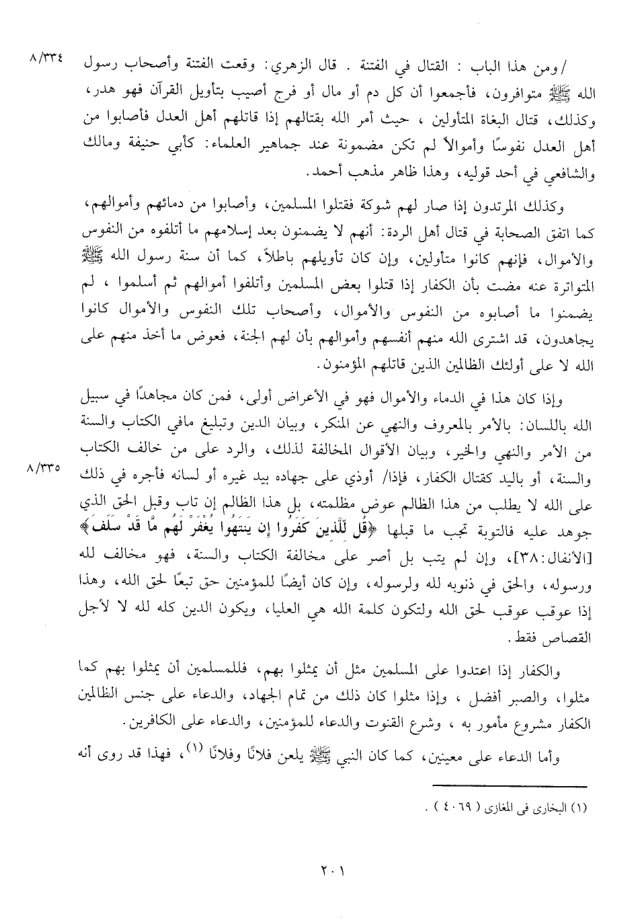 ٨/٣٣٤
/ومن هذا الباب : القتال في الفتنة . قال الزهري: وقعت الفتنة وأصحاب رسول
الله ﷺ متوافرون، فأجمعوا أن كل دم أو مال أو فرج أصيب بتأويل القرآن فهو هدر،
وكذلك، قتال البغاة المتأولين ، حيث أمر الله بقتالهم إذا قاتلهم أهل العدل فأصابوا من
أهل العدل نفوسًا وأموالاً لم تكن مضمونة عند جماهير العلماء: كأبي حنيفة ومالك
والشافعي في أحد قوليه، وهذا ظاهر مذهب أحمد.
وكذلك المرتدون إذا صار لهم شوكة فقتلوا المسلمين، وأصابوا من دمائهم وأموالهم،
كما اتفق الصحابة في قتال أهل الردة: أنهم لا يضمنون بعد إسلامهم ما أتلفوه من النفوس
والأموال، فإنهم كانوا متأولين، وإن كان تأويلهم باطلاً، كما أن سنة رسول الله ﷺ
المتواترة عنه مضت بأن الكفار إذا قتلوا بعض المسلمين وأتلفوا أموالهم ثم أسلموا ، لم
يضمنوا ما أصابوه من النفوس والأموال، وأصحاب تلك النفوس والأموال كانوا
يجاهدون، قد اشترى الله منهم أنفسهم وأموالهم بأن لهم الجنة، فعوض ما أخذ منهم على
الله لا على أولئك الظالمين الذين قاتلهم المؤمنون.
وإذا كان هذا في الدماء والأموال فهو في الأعراض أولى، فمن كان مجاهدًا في سبيل
الله باللسان: بالأمر بالمعروف والنهي عن المنكر، وبيان الدين وتبليغ مافي الكتاب والسنة
من الأمر والنهي والخير، وبيان الأقوال المخالفة لذلك، والرد على من خالف الكتاب
٨/٣٣٥
والسنة، أو باليد كقتال الكفار، فإذا/ أوذي على جهاده بيد غيره أو لسانه فأجره في ذلك
على الله لا يطلب من هذا الظالم عوض مظلمته، بل هذا الظالم إن تاب وقبل الحق الذي
جوهد عليه فالتوبة تجب ما قبلها ﴿قُل لِّلَّذِينَ كَفَرُوا إِن يَنتَهُوا يُغْفَرْ لَهُم مَّا قَدْ سَلَفَ﴾
[الأنفال:٣٨]، وإن لم يتب بل أصر على مخالفة الكتاب والسنة، فهو مخالف لله
ورسوله، والحق في ذنوبه لله ولرسوله، وإن كان أيضًا للمؤمنين حق تبعًا لحق الله، وهذا
إذا عوقب عوقب لحق الله ولتكون كلمة الله هي العليا، ويكون الدين كله لله لا لأجل
القصاص فقط.
والكفار إذا اعتدوا على المسلمين مثل أن يمثلوا بهم، فللمسلمين أن يمثلوا بهم كما
مثلوا، والصبر أفضل ، وإذا مثلوا كان ذلك من تمام الجهاد، والدعاء على جنس الظالمين
الكفار مشروع مأمور به ، وشرع القنوت والدعاء للمؤمنين، والدعاء على الكافرين.
وأما الدعاء على معينين، كما كان النبي ﷺ يلعن فلانًا وفلانًا (١)، فهذا قد روى أنه
(١) البخارى فى المغازى ( ٤٠٦٩ ) .
٢٠١